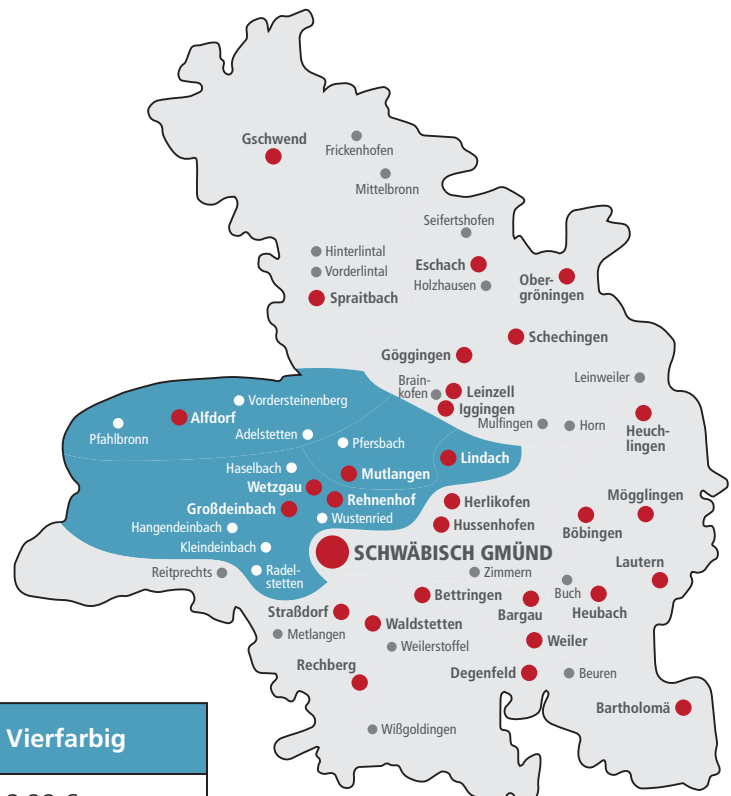 Gschwend
Frickenhofen
Mittelbronn
Seifertshofen
Hinterlintal
Vorderlintal
Eschach
Holzhausen
Ober-
gröningen
Spraitbach
Schechingen
Göggingen
Leinweiler
Brain-
kofen
Leinzell
Iggingen
Mulfingen
Horn
Heuch-
lingen
Vordersteinenberg
Alfdorf
Pfahlbronn
Adelstetten
Pfersbach
Lindach
Haselbach
Mutlangen
Wetzgau
Rehnenhof
Großdeinbach
Wustenried
Hangendeinbach
Kleindeinbach
Radel-
stetten
Reitprechts
Herlikofen
Hussenhofen
Mögglingen
Böbingen
SCHWÄBISCH GMÜND
Lautern
Zimmern
Buch
Heubach
Bettringen
Bargau
Straßdorf
Waldstetten
Metlangen
Weilerstoffel
Weiler
Rechberg
Degenfeld
Beuren
Bartholomä
Wißgoldingen
Vierfarbig